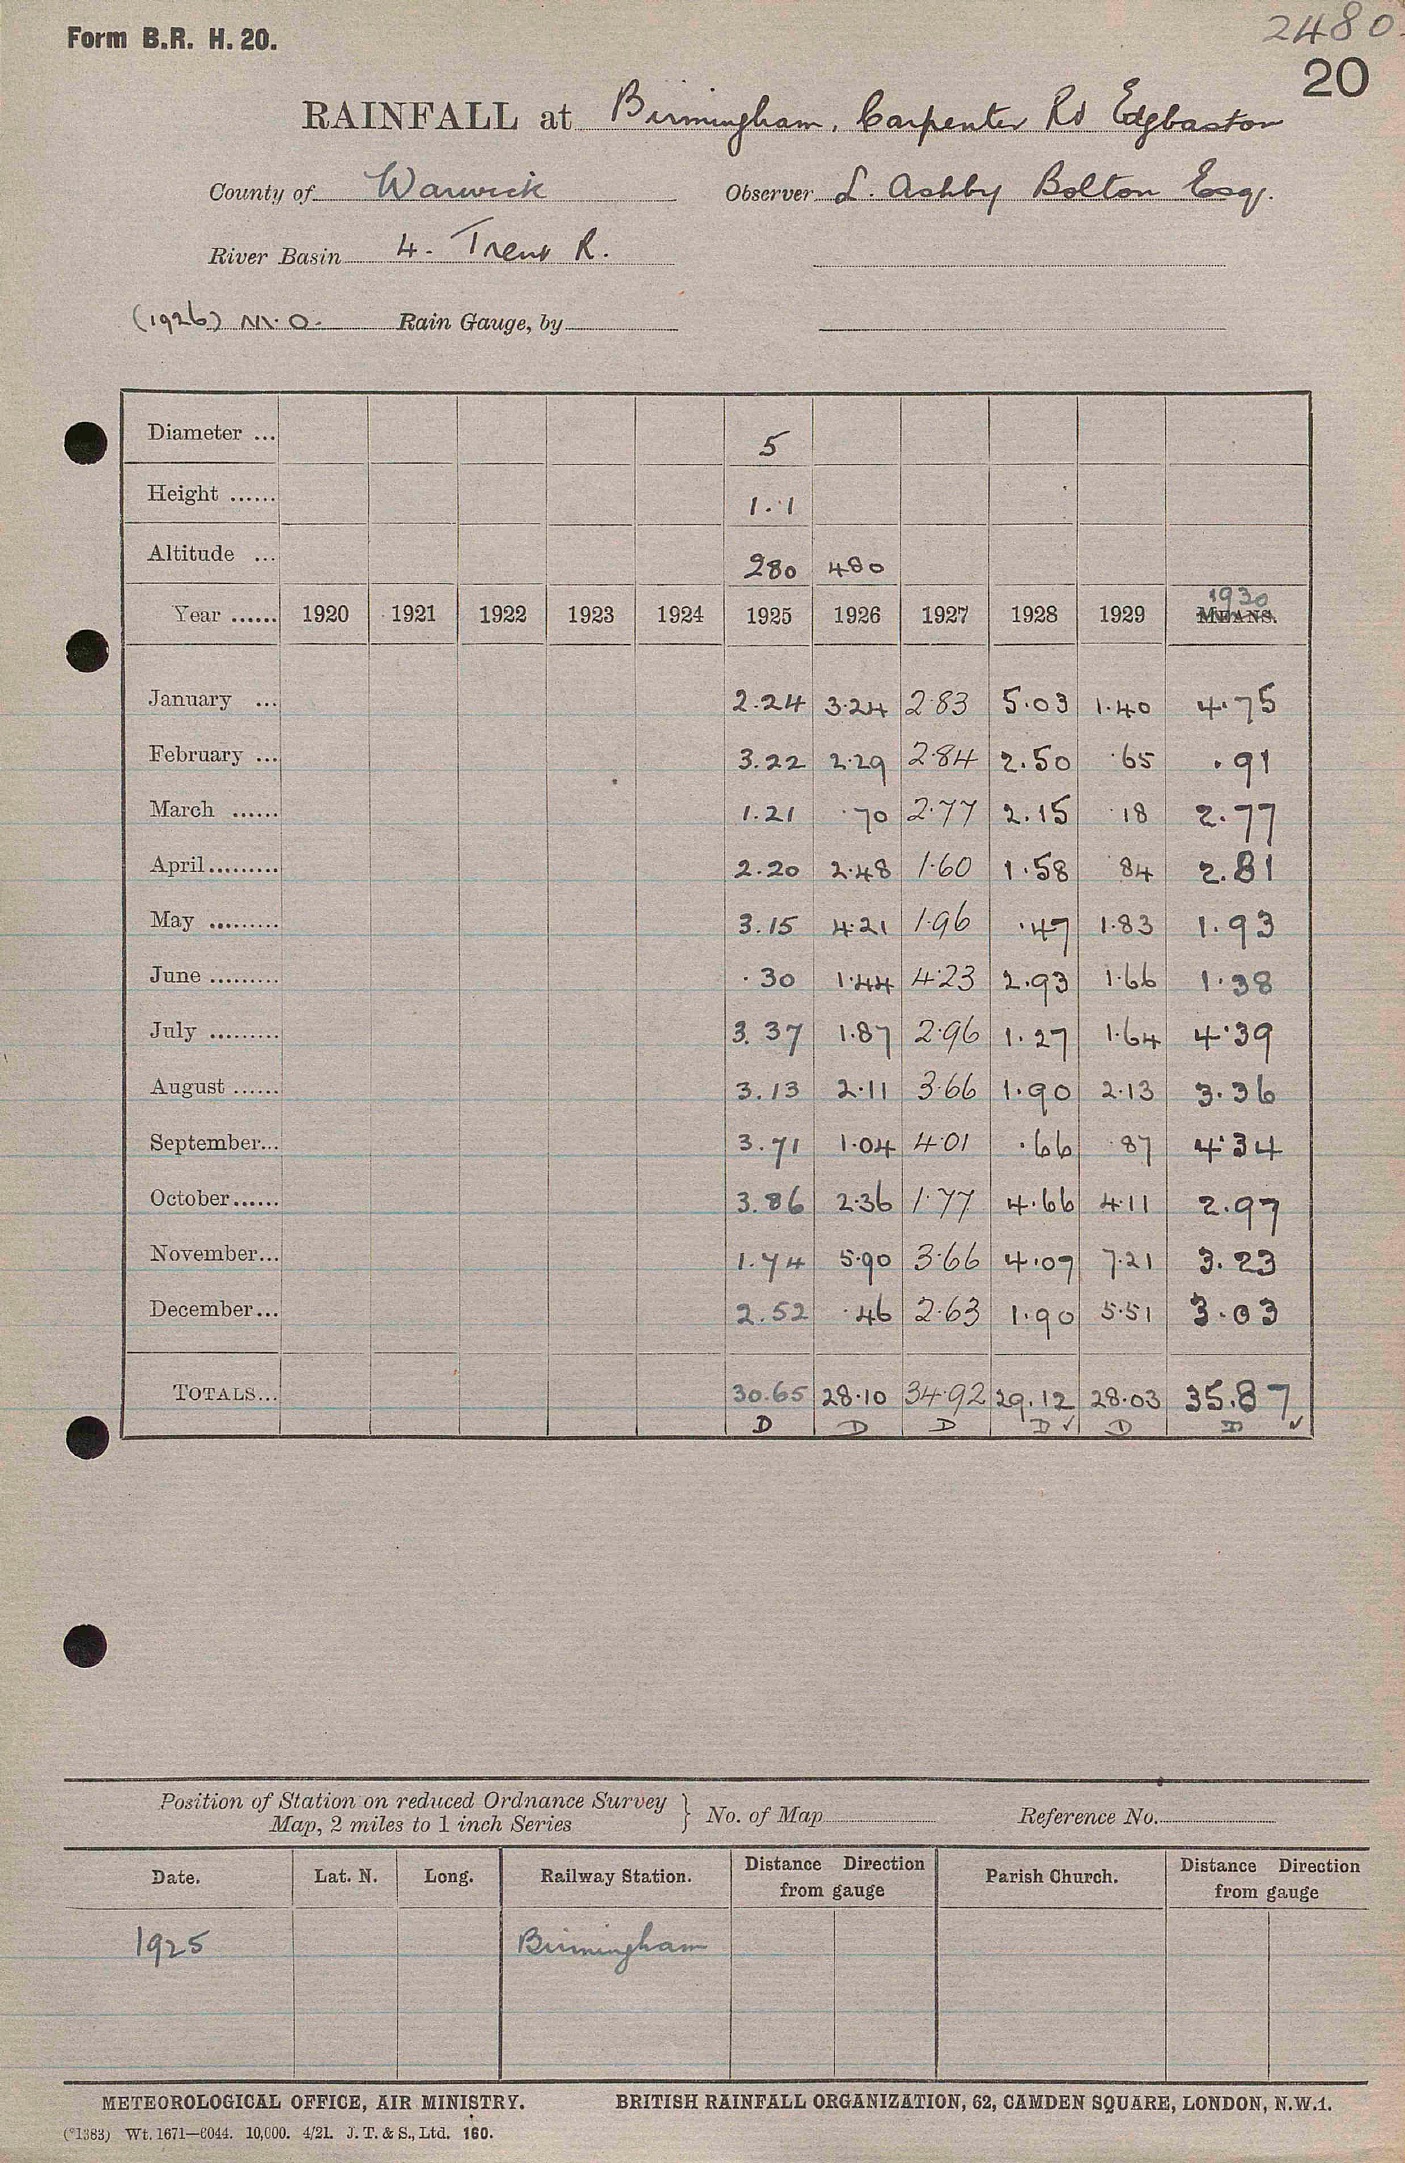 Form B.R. H. 20.
2480.
20
RAINFALL at Birmingham, Carpenter Rd Edgbaston
County of Warwick Observer L. Ashby Bolton Esq.
River Basin 4. Trent R.
(1926) M.O. Rain Gauge, by
Diameter ... 5
Height ...... 1.1
Altitude ... 280 480
Year ...... 1920 1921 1922 1923 1924 1925 1926 1927 1928 1929 1930 MEANS.
January ... 2.24 3.24 2.83 5.03 1.40 4.75
February ... 3.22 2.29 2.84 2.50 .65 .91
March ...... 1.21 .70 2.77 2.15 .18 2.77
April......... 2.20 2.48 1.60 1.58 .84 2.81
May ......... 3.15 4.21 1.96 .47 1.83 1.93
June ......... .30 1.44 4.23 2.93 1.66 1.38
July ......... 3.37 1.87 2.96 1.27 1.64 4.39
August ...... 3.13 2.11 3.66 1.90 2.13 3.36
September... 3.71 1.04 4.01 .66 .87 4.34
October...... 3.86 2.36 1.77 4.66 4.11 2.97
November... 1.74 5.90 3.66 4.07 7.21 3.23
December... 2.52 .46 2.63 1.90 5.51 3.03
TOTALS... 30.65 28.10 34.92 29.12 28.03 35.87
D D D D ✓ D D ✓
Position of Station on reduced Ordnance Survey
Map, 2 miles to 1 inch Series } No. of Map Reference No.
Date. Lat. N. Long. Railway Station. Distance Direction from gauge Parish Church. Distance Direction from gauge
1925 Birmingham
METEOROLOGICAL OFFICE, AIR MINISTRY. BRITISH RAINFALL ORGANIZATION, 62, CAMDEN SQUARE, LONDON, N.W.1.
(*1383) Wt. 1671—6044. 10,000. 4/21. J. T. & S., Ltd. 160.